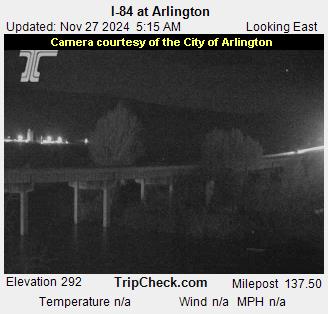 I-84 at Arlington
Updated: Nov 27 2024 5:15 AM Looking East
Camera courtesy of the City of Arlington
Elevation 292 TripCheck.com Milepost 137.50
Temperature n/a Wind n/a MPH n/a